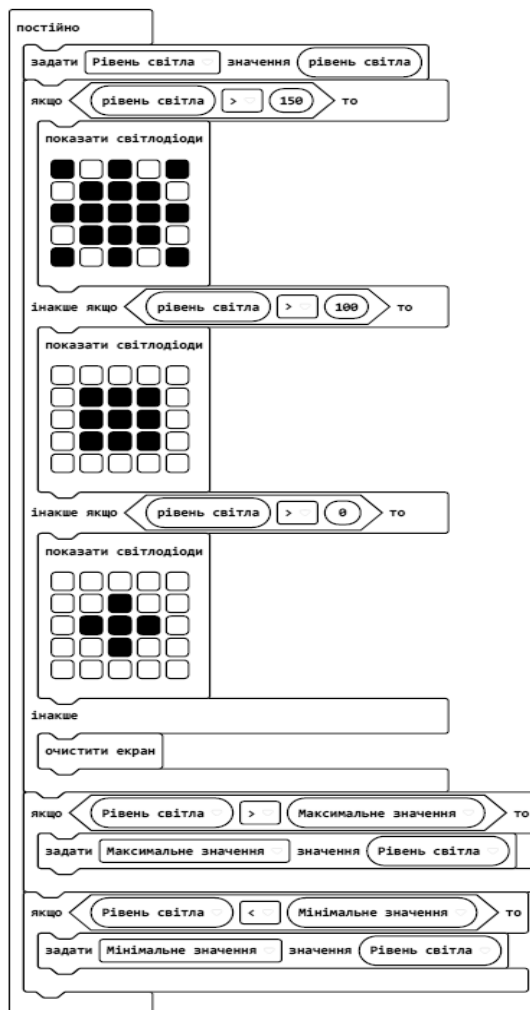 постійно
задати Рівень світла значення рівень світла
якщо рівень світла > 150 то
показати світлодіоди
інакше якщо рівень світла > 100 то
показати світлодіоди
інакше якщо рівень світла > 0 то
показати світлодіоди
інакше
очистити екран
якщо Рівень світла > Максимальне значення то
задати Максимальне значення значення Рівень світла
якщо Рівень світла < Мінімальне значення то
задати Мінімальне значення значення Рівень світла